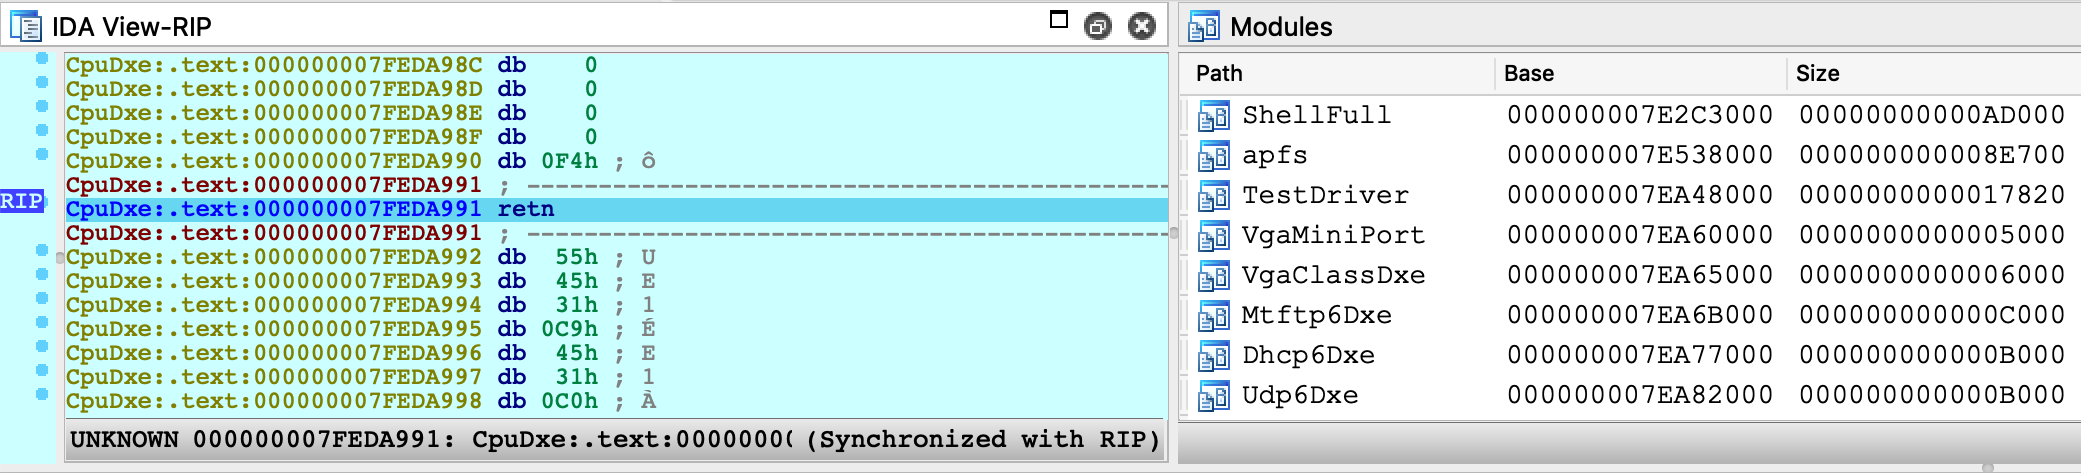 IDA View-RIP
CpuDxe:.text:000000007FEDA98C db 0
CpuDxe:.text:000000007FEDA98D db 0
CpuDxe:.text:000000007FEDA98E db 0
CpuDxe:.text:000000007FEDA98F db 0
CpuDxe:.text:000000007FEDA990 db 0F4h ; ô
CpuDxe:.text:000000007FEDA991 ; ---------------------------------------------
RIP
CpuDxe:.text:000000007FEDA991 retn
CpuDxe:.text:000000007FEDA991 ; ---------------------------------------------
CpuDxe:.text:000000007FEDA992 db 55h ; U
CpuDxe:.text:000000007FEDA993 db 45h ; E
CpuDxe:.text:000000007FEDA994 db 31h ; 1
CpuDxe:.text:000000007FEDA995 db 0C9h ; É
CpuDxe:.text:000000007FEDA996 db 45h ; E
CpuDxe:.text:000000007FEDA997 db 31h ; 1
CpuDxe:.text:000000007FEDA998 db 0C0h ; À
UNKNOWN 000000007FEDA991: CpuDxe:.text:0000000( (Synchronized with RIP)
Modules
Path Base Size
ShellFull 000000007E2C3000 00000000000AD000
apfs 000000007E538000 000000000008E700
TestDriver 000000007EA48000 0000000000017820
VgaMiniPort 000000007EA60000 0000000000005000
VgaClassDxe 000000007EA65000 0000000000006000
Mtftp6Dxe 000000007EA6B000 000000000000C000
Dhcp6Dxe 000000007EA77000 000000000000B000
Udp6Dxe 000000007EA82000 000000000000B000